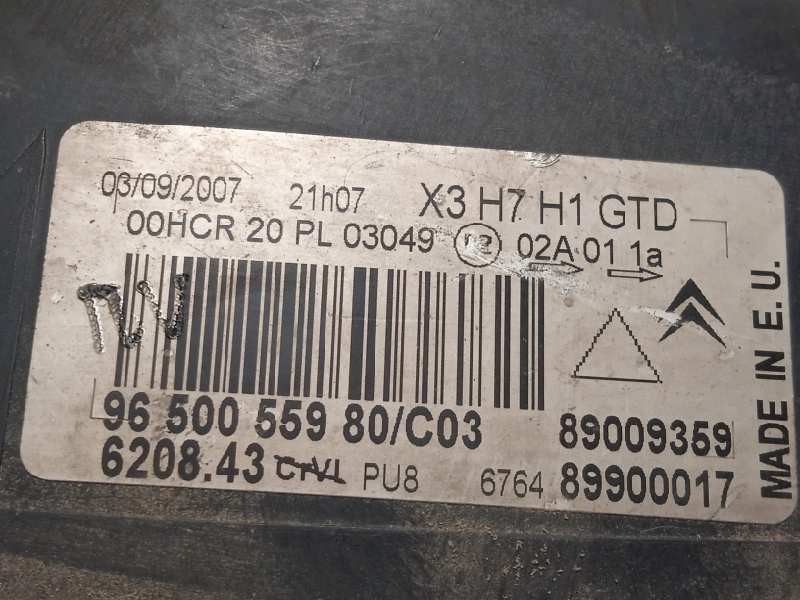 03/09/2007 21h07 X3 H7 H1 GTD
00HCR 20 PL 03049 E2 02A 01 1a
96 500 559 80/C03 89009359
6208.43 PU8 6764 89900017
MADE IN E.U.